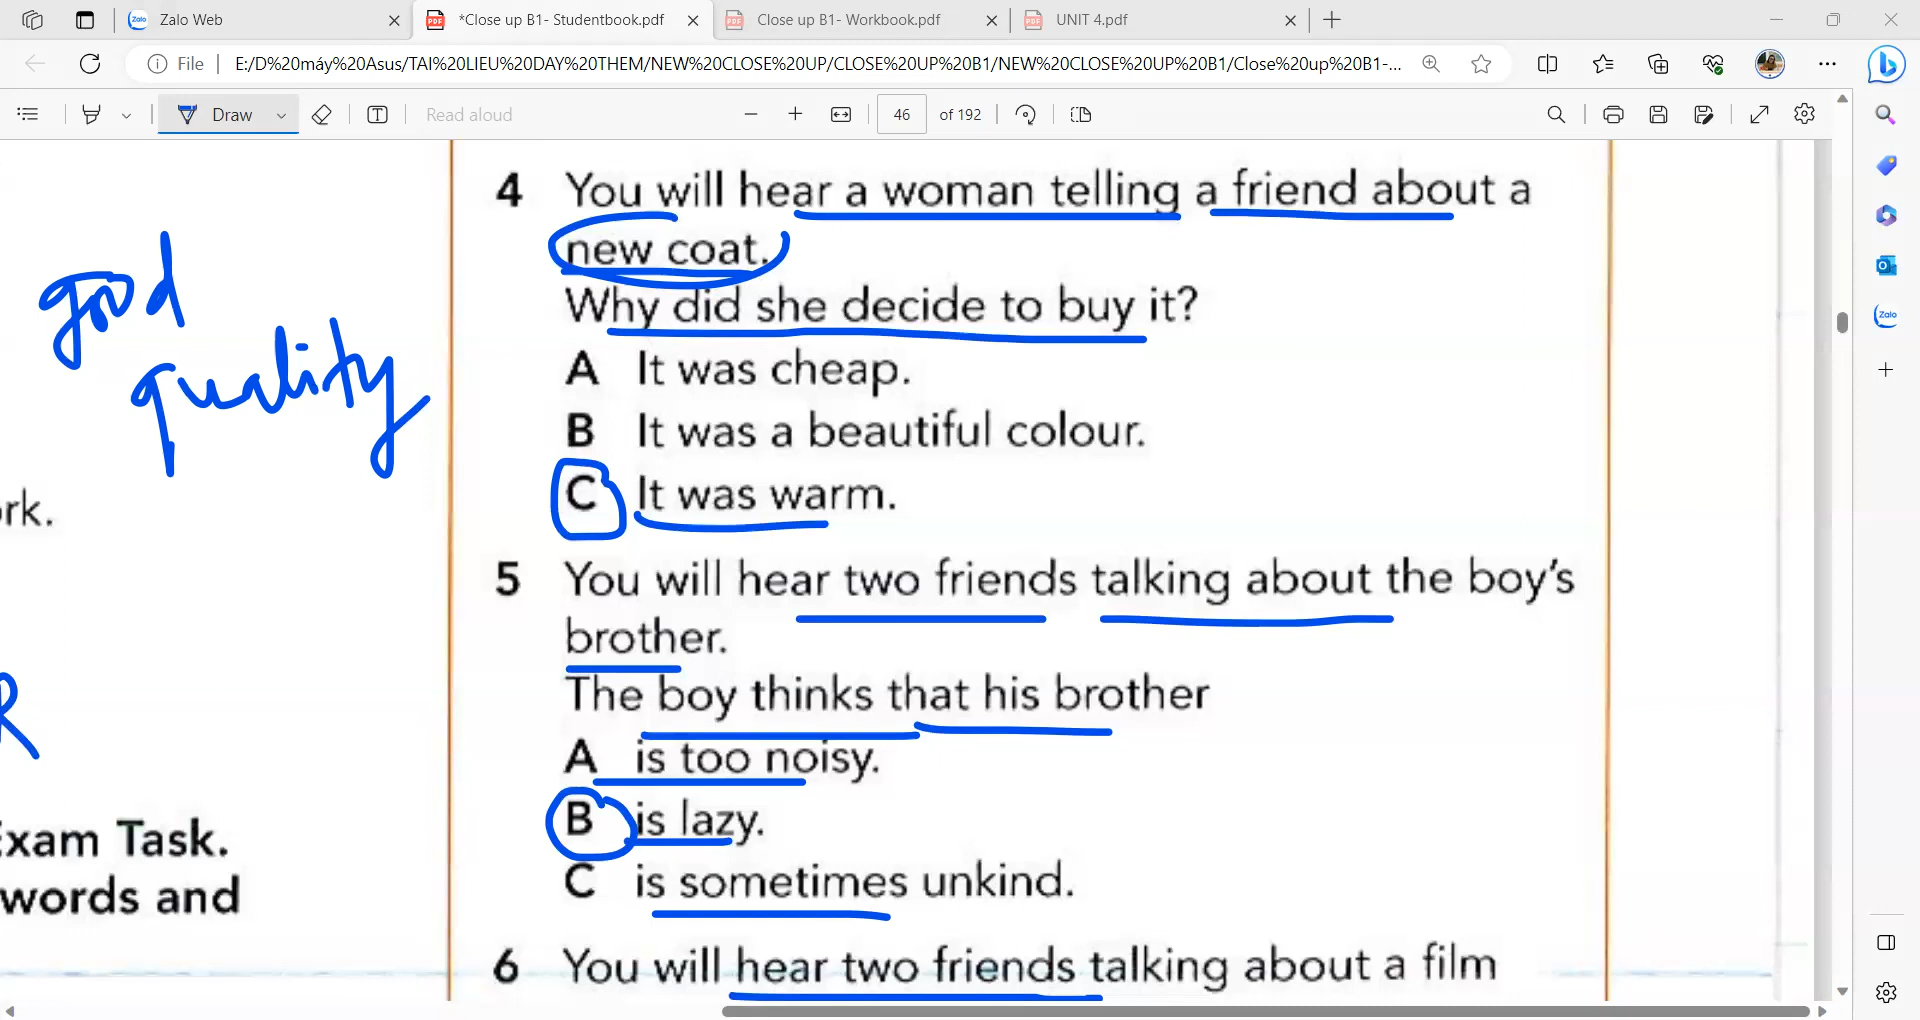 Zalo Web
*Close up B1- Studentbook.pdf
Close up B1- Workbook.pdf
UNIT 4.pdf
File
E:/D%20máy%20Asus/TAI%20LIEU%20DAY%20THEM/NEW%20CLOSE%20UP/CLOSE%20UP%20B1/NEW%20CLOSE%20UP%20B1/Close%20up%20B1-...
Draw
Read aloud
46 of 192
4 You will hear a woman telling a friend about a
new coat.
Why did she decide to buy it?
A It was cheap.
B It was a beautiful colour.
C It was warm.
good
quality
rk.
5 You will hear two friends talking about the boy's
brother.
The boy thinks that his brother
A is too noisy.
B is lazy.
C is sometimes unkind.
R
Exam Task.
words and
6 You will hear two friends talking about a film